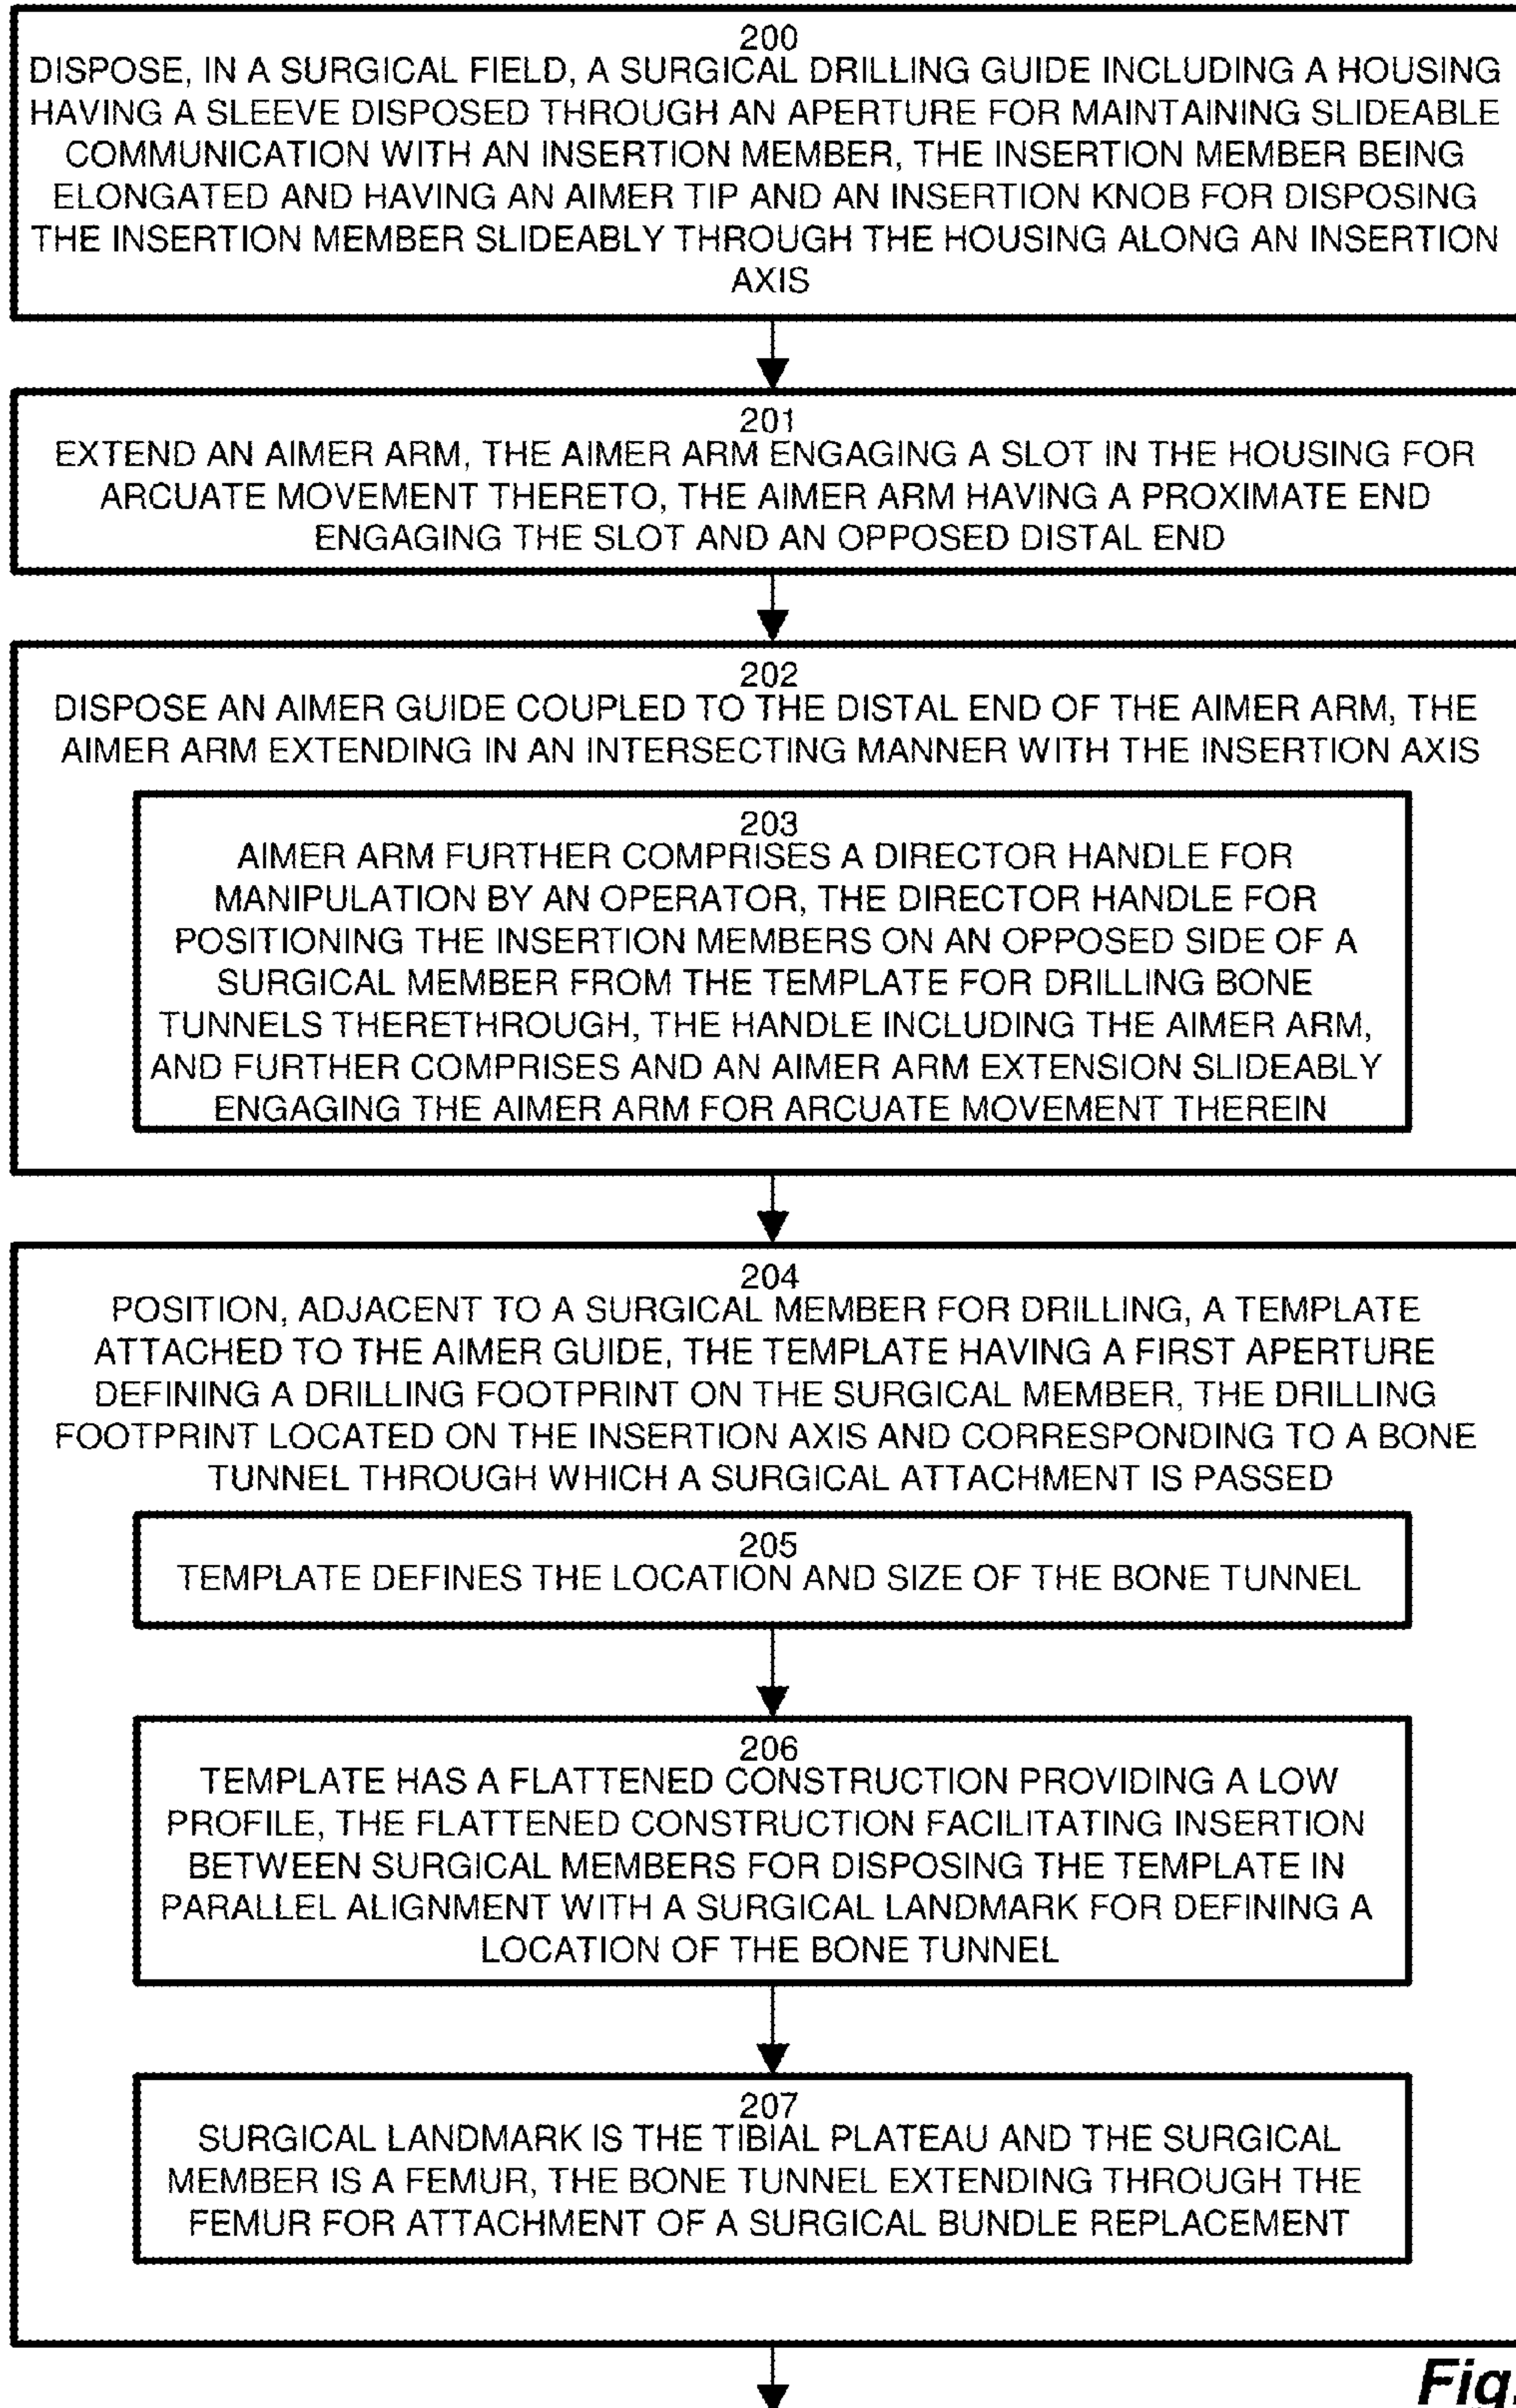 200
DISPOSE, IN A SURGICAL FIELD, A SURGICAL DRILLING GUIDE INCLUDING A HOUSING
HAVING A SLEEVE DISPOSED THROUGH AN APERTURE FOR MAINTAINING SLIDEABLE
COMMUNICATION WITH AN INSERTION MEMBER, THE INSERTION MEMBER BEING
ELONGATED AND HAVING AN AIMER TIP AND AN INSERTION KNOB FOR DISPOSING
THE INSERTION MEMBER SLIDEABLY THROUGH THE HOUSING ALONG AN INSERTION
AXIS
201
EXTEND AN AIMER ARM, THE AIMER ARM ENGAGING A SLOT IN THE HOUSING FOR
ARCUATE MOVEMENT THERETO, THE AIMER ARM HAVING A PROXIMATE END
ENGAGING THE SLOT AND AN OPPOSED DISTAL END
202
DISPOSE AN AIMER GUIDE COUPLED TO THE DISTAL END OF THE AIMER ARM, THE
AIMER ARM EXTENDING IN AN INTERSECTING MANNER WITH THE INSERTION AXIS
203
AIMER ARM FURTHER COMPRISES A DIRECTOR HANDLE FOR
MANIPULATION BY AN OPERATOR, THE DIRECTOR HANDLE FOR
POSITIONING THE INSERTION MEMBERS ON AN OPPOSED SIDE OF A
SURGICAL MEMBER FROM THE TEMPLATE FOR DRILLING BONE
TUNNELS THERETHROUGH, THE HANDLE INCLUDING THE AIMER ARM,
AND FURTHER COMPRISES AND AN AIMER ARM EXTENSION SLIDEABLY
ENGAGING THE AIMER ARM FOR ARCUATE MOVEMENT THEREIN
204
POSITION, ADJACENT TO A SURGICAL MEMBER FOR DRILLING, A TEMPLATE
ATTACHED TO THE AIMER GUIDE, THE TEMPLATE HAVING A FIRST APERTURE
DEFINING A DRILLING FOOTPRINT ON THE SURGICAL MEMBER, THE DRILLING
FOOTPRINT LOCATED ON THE INSERTION AXIS AND CORRESPONDING TO A BONE
TUNNEL THROUGH WHICH A SURGICAL ATTACHMENT IS PASSED
205
TEMPLATE DEFINES THE LOCATION AND SIZE OF THE BONE TUNNEL
206
TEMPLATE HAS A FLATTENED CONSTRUCTION PROVIDING A LOW
PROFILE, THE FLATTENED CONSTRUCTION FACILITATING INSERTION
BETWEEN SURGICAL MEMBERS FOR DISPOSING THE TEMPLATE IN
PARALLEL ALIGNMENT WITH A SURGICAL LANDMARK FOR DEFINING A
LOCATION OF THE BONE TUNNEL
207
SURGICAL LANDMARK IS THE TIBIAL PLATEAU AND THE SURGICAL
MEMBER IS A FEMUR, THE BONE TUNNEL EXTENDING THROUGH THE
FEMUR FOR ATTACHMENT OF A SURGICAL BUNDLE REPLACEMENT
Fig.